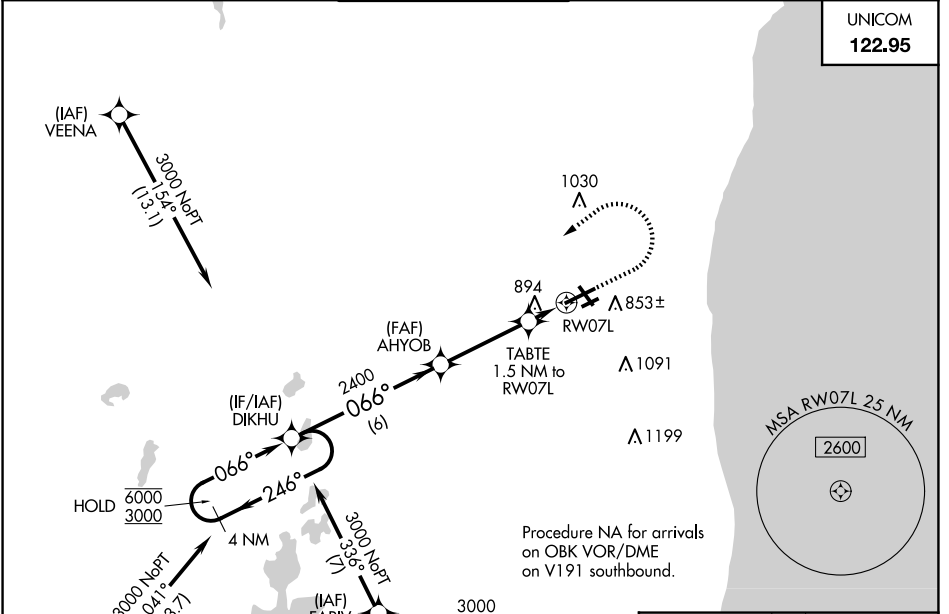 UNICOM
122.95
(IAF)
VEENA
3000 NoPT
154°
(13.1)
1030
894
853±
RW07L
(FAF)
AHYOB
TABTE
1.5 NM to
RW07L
1091
2400
066°
(6)
(IF/IAF)
DIKHU
1199
MSA RW07L 25 NM
2600
066°
246°
HOLD
6000
3000
4 NM
3000 NoPT
336°
(7)
Procedure NA for arrivals
on OBK VOR/DME
on V191 southbound.
3000 NoPT
041°
(IAF)
3000